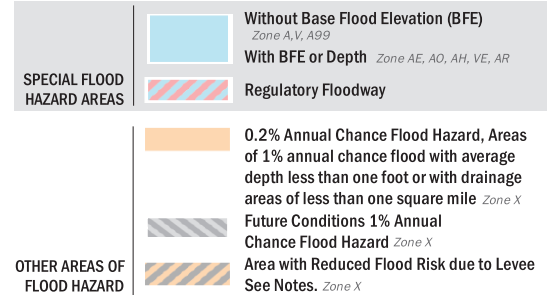 Without Base Flood Elevation (BFE)
Zone A,V, A99
With BFE or Depth Zone AE, AO, AH, VE, AR
SPECIAL FLOOD
HAZARD AREAS
Regulatory Floodway
0.2% Annual Chance Flood Hazard, Areas
of 1% annual chance flood with average
depth less than one foot or with drainage
areas of less than one square mile Zone X
Future Conditions 1% Annual
Chance Flood Hazard Zone X
OTHER AREAS OF
FLOOD HAZARD
Area with Reduced Flood Risk due to Levee
See Notes. Zone X